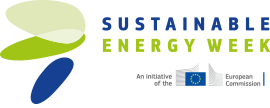 SUSTAINABLE
ENERGY WEEK
An initiative
of the
European
Commission